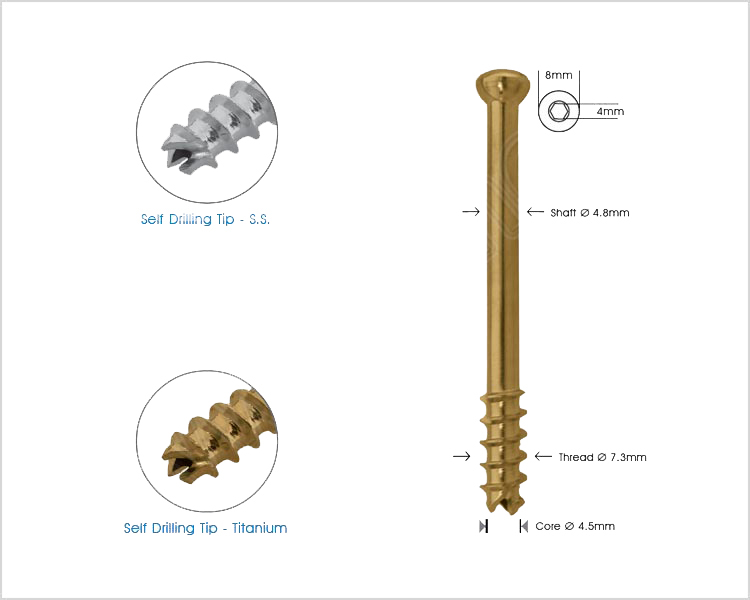 8mm
4mm
Self Drilling Tip - S.S.
Shaft Ø 4.8mm
Thread Ø 7.3mm
Self Drilling Tip - Titanium
Core Ø 4.5mm